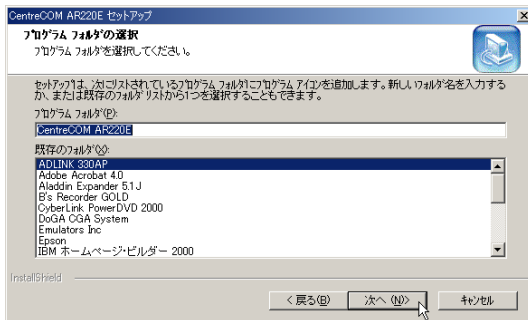 CentreCOM AR220E セットアップ
プログラム フォルダの選択
プログラム フォルダを選択してください。
セットアップは、次にリストされているプログラム フォルダにプログラム アイコンを追加します。新しいフォルダ名を入力する
か、または既存のフォルダ リストから1つを選択することもできます。
プログラム フォルダ(P):
CentreCOM AR220E
既存のフォルダ(X):
ADLINK 330AP
Adobe Acrobat 4.0
Aladdin Expander 5.1J
B's Recorder GOLD
CyberLink PowerDVD 2000
DoGA CGA System
Emulators Inc
Epson
IBM ホームページ・ビルダー 2000
InstallShield
< 戻る(B)
次へ (N)>
キャンセル